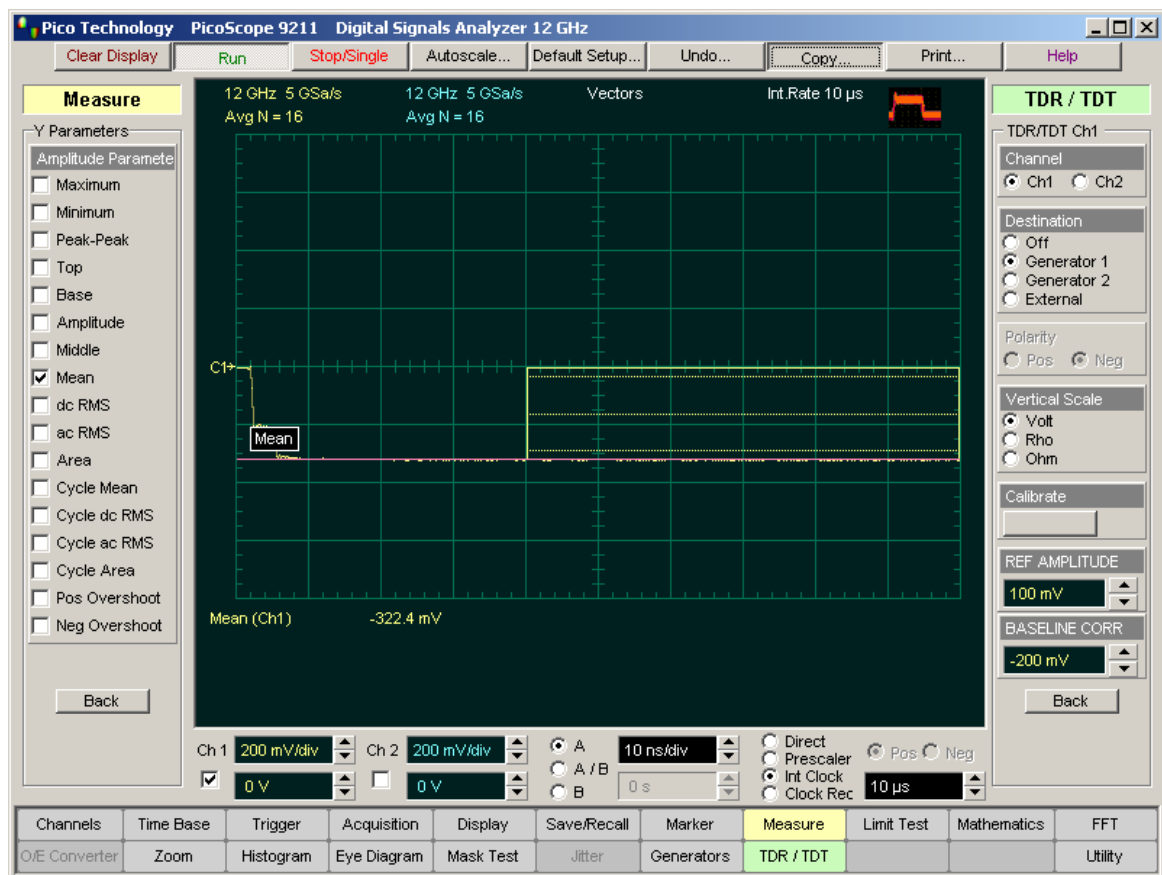 Pico Technology PicoScope 9211 Digital Signals Analyzer 12 GHz
Clear Display Run Stop/Single Autoscale... Default Setup... Undo... Copy... Print... Help
Measure
Y Parameters
Amplitude Paramete
Maximum
Minimum
Peak-Peak
Top
Base
Amplitude
Middle
Mean
dc RMS
ac RMS
Area
Cycle Mean
Cycle dc RMS
Cycle ac RMS
Cycle Area
Pos Overshoot
Neg Overshoot
Back
12 GHz 5 GSa/s 12 GHz 5 GSa/s Vectors Int.Rate 10 µs
Avg N = 16 Avg N = 16
C1
Mean
Mean (Ch1) -322.4 mV
TDR / TDT
TDR/TDT Ch1
Channel
Ch1 Ch2
Destination
Off
Generator 1
Generator 2
External
Polarity
Pos Neg
Vertical Scale
Volt
Rho
Ohm
Calibrate
REF AMPLITUDE
100 mV
BASELINE CORR
-200 mV
Back
Ch 1 200 mV/div Ch 2 200 mV/div A 10 ns/div Direct
A / B Prescaler Pos Neg
0 V 0 V B 0 s Int Clock
Clock Rec 10 µs
Channels Time Base Trigger Acquisition Display Save/Recall Marker Measure Limit Test Mathematics FFT
O/E Converter Zoom Histogram Eye Diagram Mask Test Jitter Generators TDR / TDT Utility